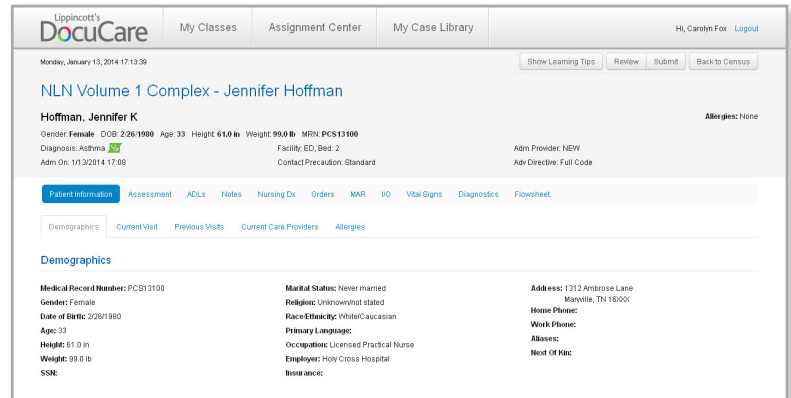 Lippincott's
DocuCare
My Classes Assignment Center My Case Library
Hi, Carolyn Fox Logout
Monday, January 13, 2014 17:13:39
Show Learning Tips Review Submit Back to Census
NLN Volume 1 Complex - Jennifer Hoffman
Hoffman, Jennifer K Allergies: None
Gender: Female DOB: 2/26/1980 Age: 33 Height: 61.0 in Weight: 99.0 lb MRN: PCS13100
Diagnosis: Asthma Facility: ED, Bed: 2 Adm Provider: NEW
Adm On: 1/13/2014 17:08 Contact Precaution: Standard Adv Directive: Full Code
Patient Information Assessment ADLs Notes Nursing Dx Orders MAR I/O Vital Signs Diagnostics Flowsheet
Demographics Current Visit Previous Visits Current Care Providers Allergies
Demographics
Medical Record Number: PCS13100
Gender: Female
Date of Birth: 2/26/1980
Age: 33
Height: 61.0 in
Weight: 99.0 lb
SSN:
Marital Status: Never married
Religion: Unknown/not stated
Race/Ethnicity: White/Caucasian
Primary Language:
Occupation: Licensed Practical Nurse
Employer: Holy Cross Hospital
Insurance:
Address: 1312 Ambrose Lane
Maryville, TN 16XXX
Home Phone:
Work Phone:
Aliases:
Next Of Kin: